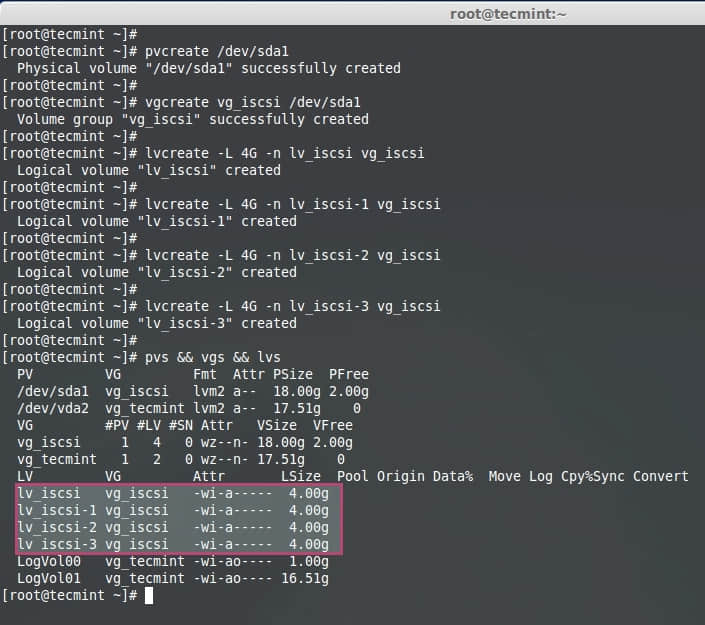 root@tecmint:~
[root@tecmint ~]#
[root@tecmint ~]# pvcreate /dev/sda1
  Physical volume "/dev/sda1" successfully created
[root@tecmint ~]#
[root@tecmint ~]# vgcreate vg_iscsi /dev/sda1
  Volume group "vg_iscsi" successfully created
[root@tecmint ~]#
[root@tecmint ~]# lvcreate -L 4G -n lv_iscsi vg_iscsi
  Logical volume "lv_iscsi" created
[root@tecmint ~]#
[root@tecmint ~]# lvcreate -L 4G -n lv_iscsi-1 vg_iscsi
  Logical volume "lv_iscsi-1" created
[root@tecmint ~]#
[root@tecmint ~]# lvcreate -L 4G -n lv_iscsi-2 vg_iscsi
  Logical volume "lv_iscsi-2" created
[root@tecmint ~]#
[root@tecmint ~]# lvcreate -L 4G -n lv_iscsi-3 vg_iscsi
  Logical volume "lv_iscsi-3" created
[root@tecmint ~]#
[root@tecmint ~]# pvs && vgs && lvs
  PV         VG         Fmt  Attr PSize  PFree
  /dev/sda1  vg_iscsi   lvm2 a--  18.00g 2.00g
  /dev/vda2  vg_tecmint lvm2 a--  17.51g    0
  VG         #PV #LV #SN Attr   VSize  VFree
  vg_iscsi     1   4   0 wz--n- 18.00g 2.00g
  vg_tecmint   1   2   0 wz--n- 17.51g    0
  LV         VG         Attr       LSize  Pool Origin Data%  Move Log Cpy%Sync Convert
  lv_iscsi   vg_iscsi   -wi-a-----  4.00g
  lv_iscsi-1 vg_iscsi   -wi-a-----  4.00g
  lv_iscsi-2 vg_iscsi   -wi-a-----  4.00g
  lv_iscsi-3 vg_iscsi   -wi-a-----  4.00g
  LogVol00   vg_tecmint -wi-ao----  1.00g
  LogVol01   vg_tecmint -wi-ao---- 16.51g
[root@tecmint ~]#